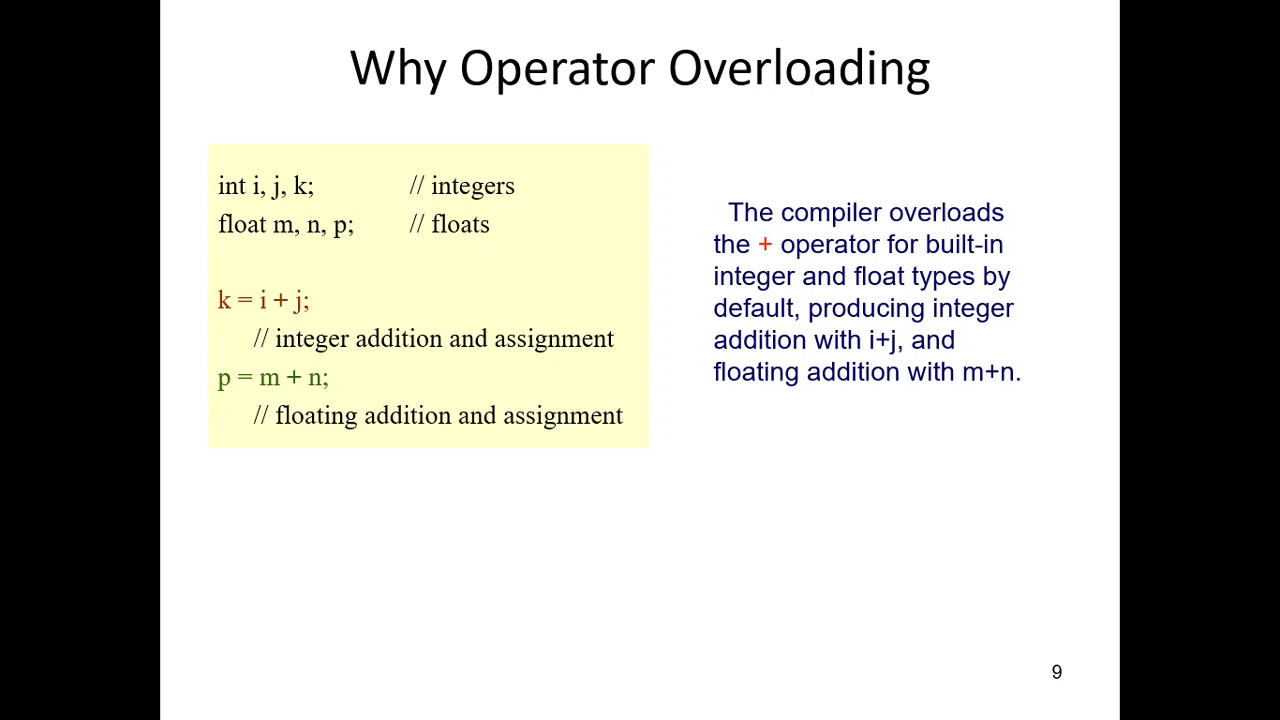 Why Operator Overloading
int i, j, k; // integers
float m, n, p; // floats
k = i + j;
// integer addition and assignment
p = m + n;
// floating addition and assignment
The compiler overloads
the + operator for built-in
integer and float types by
default, producing integer
addition with i+j, and
floating addition with m+n.
9